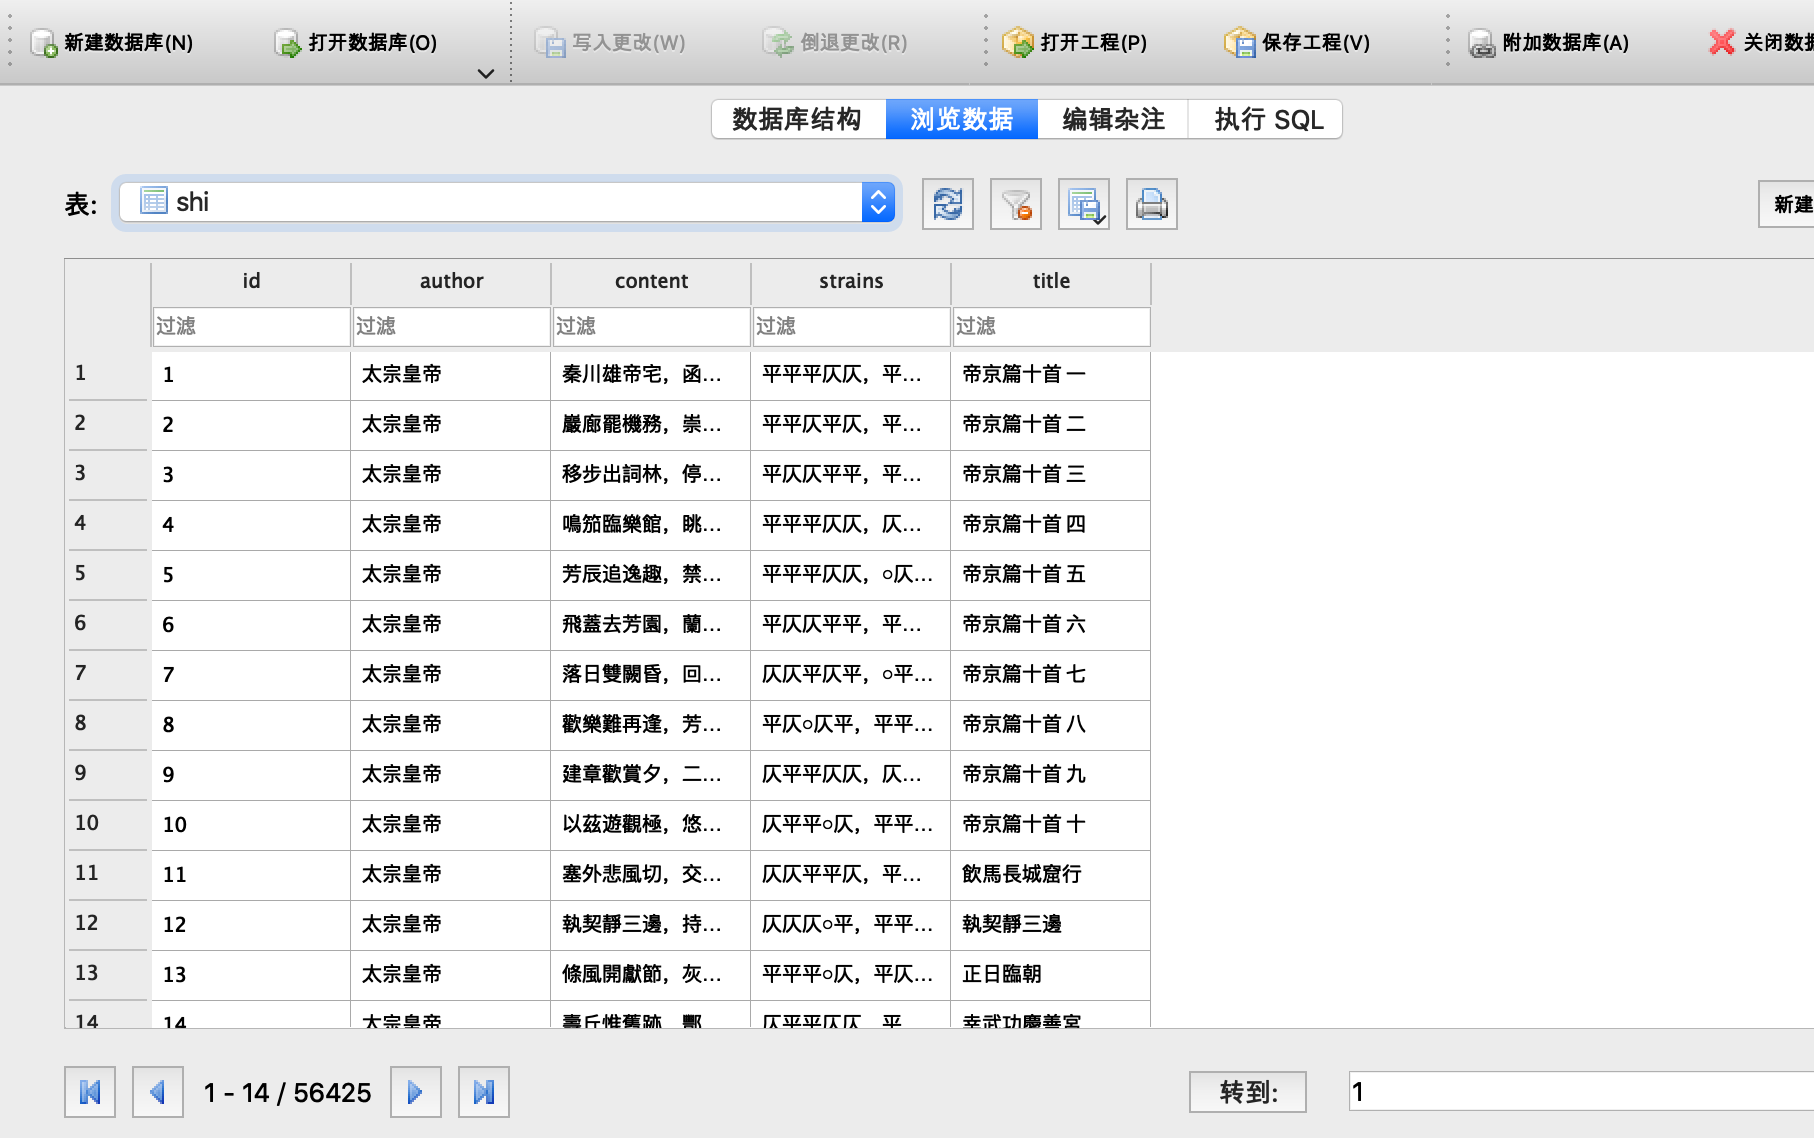 新建数据库(N) 打开数据库(O) 写入更改(W) 倒退更改(R) 打开工程(P) 保存工程(V) 附加数据库(A) 关闭数据
数据库结构 浏览数据 编辑杂注 执行 SQL
表: shi 新建
id author content strains title
过滤 过滤 过滤 过滤 过滤
1 1 太宗皇帝 秦川雄帝宅，函... 平平平仄仄，平... 帝京篇十首 一
2 2 太宗皇帝 巖廊罷機務，崇... 平平仄平仄，平... 帝京篇十首 二
3 3 太宗皇帝 移步出詞林，停... 平仄仄平平，平... 帝京篇十首 三
4 4 太宗皇帝 鳴笳臨樂館，眺... 平平平仄仄，仄... 帝京篇十首 四
5 5 太宗皇帝 芳辰追逸趣，禁... 平平平仄仄，○仄... 帝京篇十首 五
6 6 太宗皇帝 飛蓋去芳園，蘭... 平仄仄平平，平... 帝京篇十首 六
7 7 太宗皇帝 落日雙闕昏，回... 仄仄平仄平，○平... 帝京篇十首 七
8 8 太宗皇帝 歡樂難再逢，芳... 平仄○仄平，平平... 帝京篇十首 八
9 9 太宗皇帝 建章歡賞夕，二... 仄平平仄仄，仄... 帝京篇十首 九
10 10 太宗皇帝 以茲遊觀極，悠... 仄平平○仄，平平... 帝京篇十首 十
11 11 太宗皇帝 塞外悲風切，交... 仄仄平平仄，平... 飲馬長城窟行
12 12 太宗皇帝 執契靜三邊，持... 仄仄仄○平，平平... 執契靜三邊
13 13 太宗皇帝 條風開獻節，灰... 平平平○仄，平仄... 正日臨朝
14 14 太宗皇帝 壽丘惟舊跡，酆 仄平平仄仄，平 幸武功慶善宮
1 - 14 / 56425 转到: 1